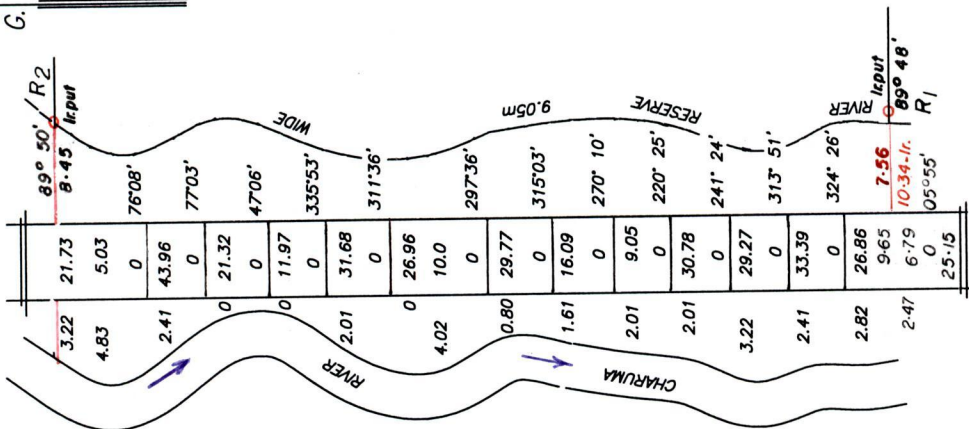 G.
89° 50' R2
8·45 Ir.put
3.22 21.73
4.83 5.03
0 76°08'
2.41 43.96
0 77°03'
0 21.32
0 47°06'
0 11.97
0 335°53'
2.01 31.68
0 311°36'
0 26.96
4.02 10.0
0 297°36'
0.80 29.77
0 315°03'
1.61 16.09
0 270° 10'
2.01 9.05
0 220° 25'
2.01 30.78
0 241° 24'
3.22 29.27
0 313° 51'
2.41 33.39
0 324° 26'
2.82 26.86
9.65 7·56 Ir.put
2.47 6.79 10·34-Ir. 89° 48'
0 05°55' R1
25·15
RIVER RESERVE 9.05m WIDE
CHARUMA RIVER